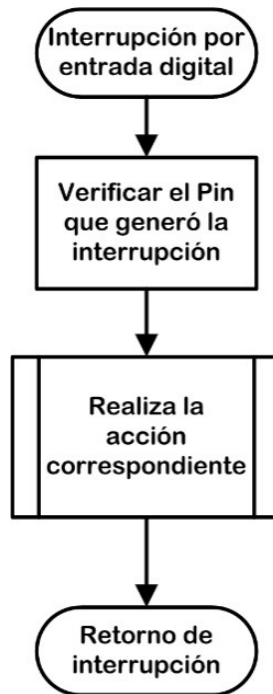 Interrupción por
entrada digital
Verificar el Pin
que generó la
interrupción
Realiza la
acción
correspondiente
Retorno de
interrupción